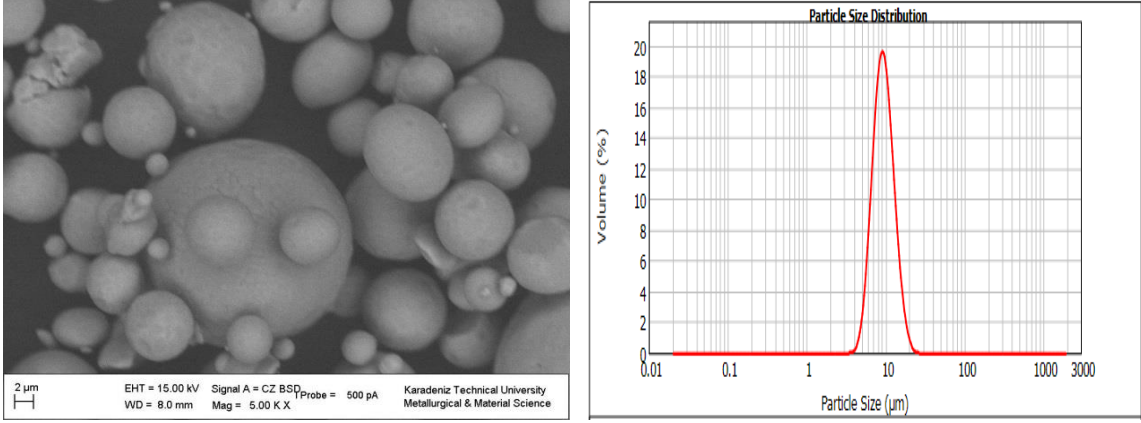 2 µm
EHT = 15.00 kV Signal A = CZ BSD TProbe = 500 pA Karadeniz Technical University
WD = 8.0 mm Mag = 5.00 K X Metallurgical & Material Science
Particle Size Distribution
Volume (%)
20
18
16
14
12
10
8
6
4
2
0
0.01 0.1 1 10 100 1000 3000
Particle Size (µm)